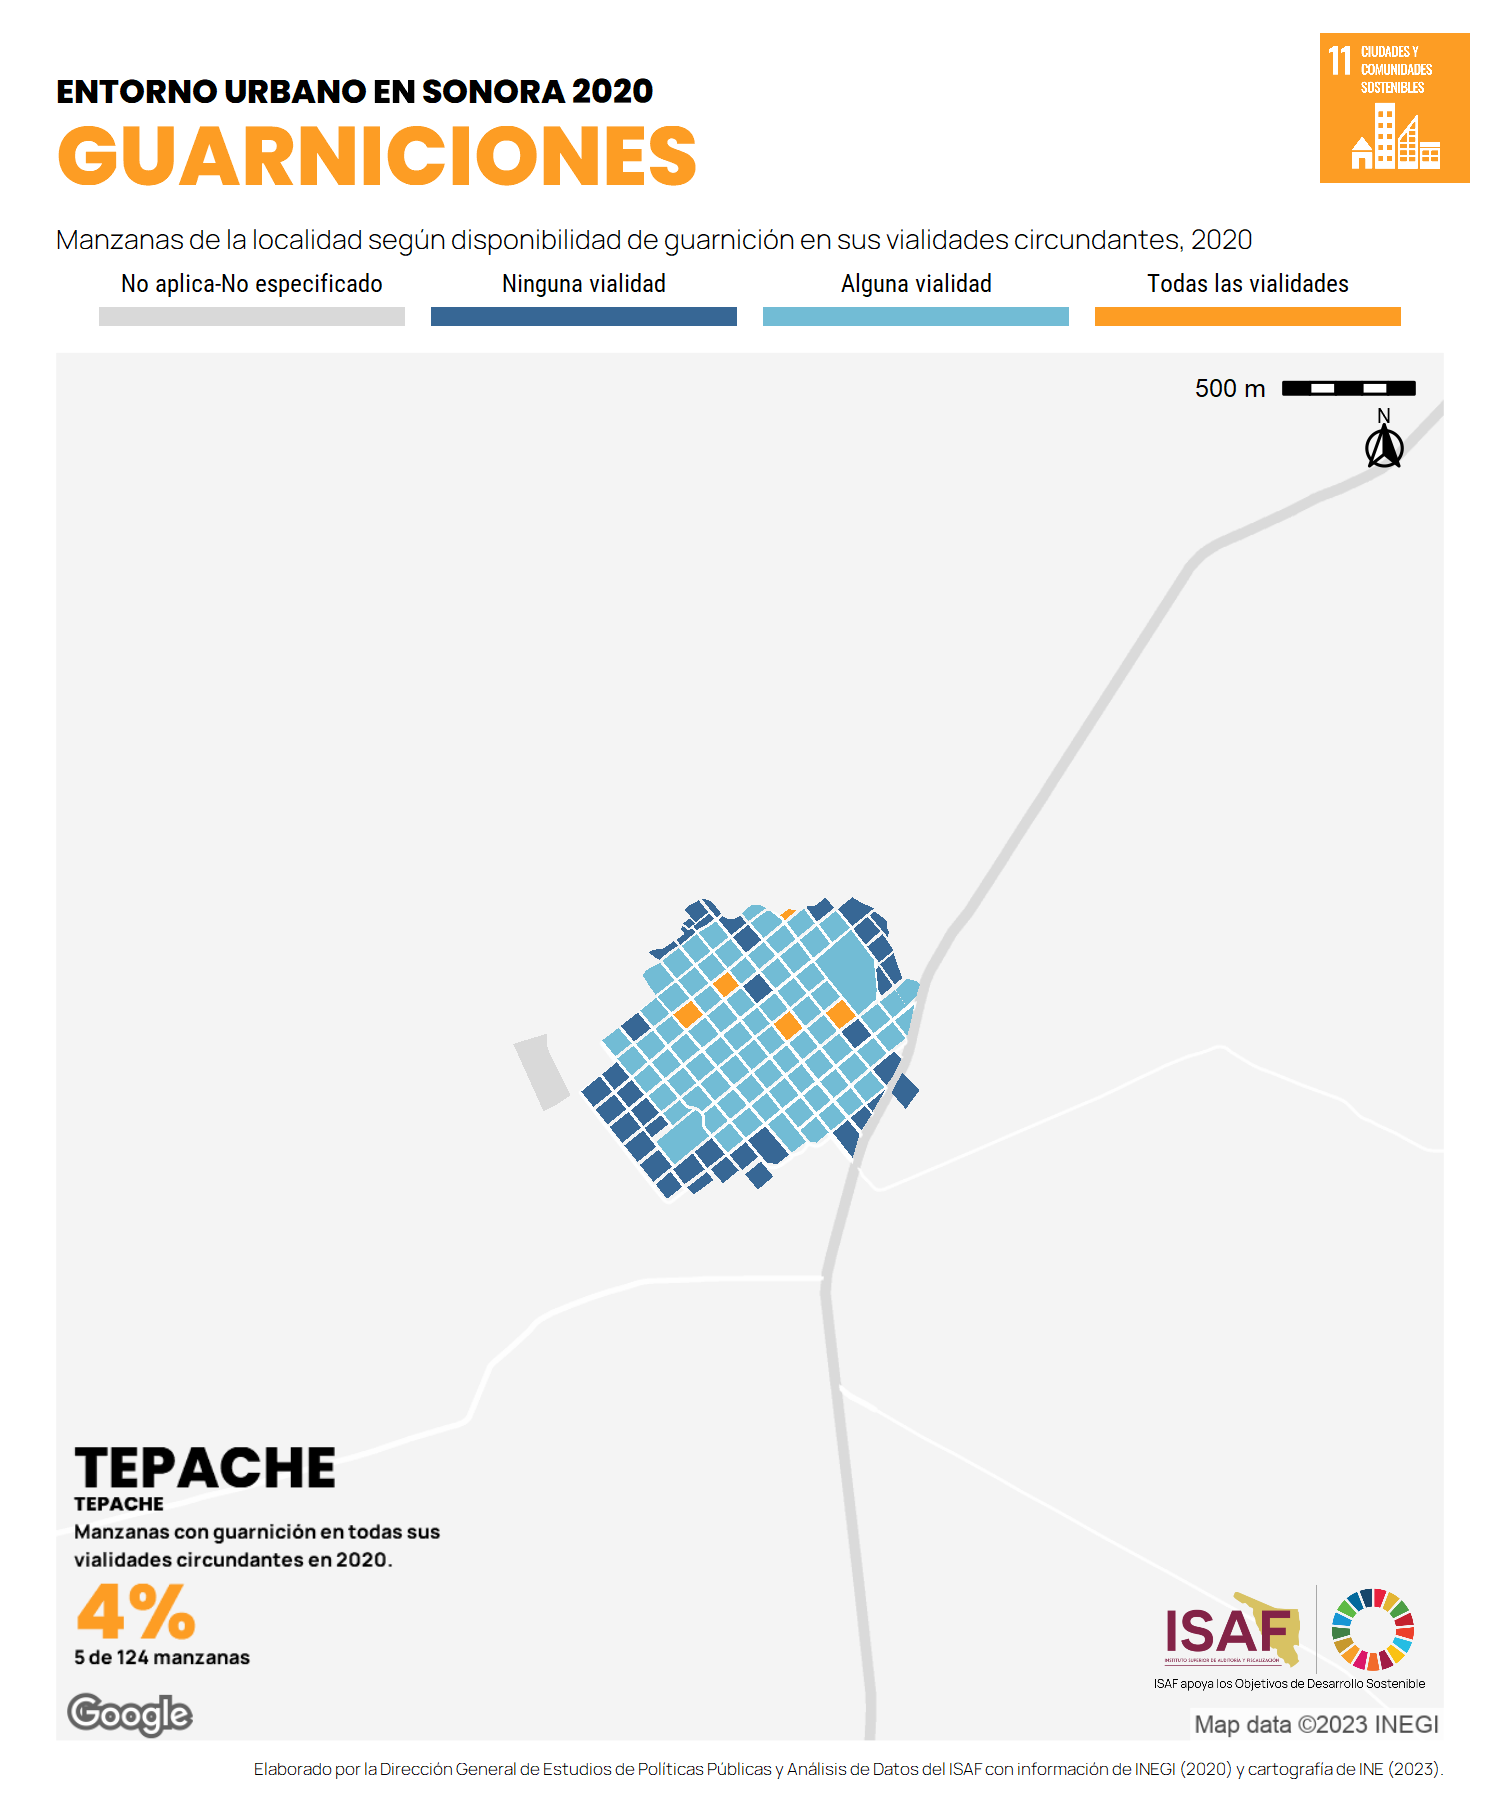 ENTORNO URBANO EN SONORA 2020
GUARNICIONES
11 CIUDADES Y
COMUNIDADES
SOSTENIBLES
Manzanas de la localidad según disponibilidad de guarnición en sus vialidades circundantes, 2020
No aplica-No especificado Ninguna vialidad Alguna vialidad Todas las vialidades
500 m
N
TEPACHE
TEPACHE
Manzanas con guarnición en todas sus
vialidades circundantes en 2020.
4%
5 de 124 manzanas
Google
ISAF
INSTITUTO SUPERIOR DE AUDITORÍA Y FISCALIZACIÓN
ISAF apoya los Objetivos de Desarrollo Sostenible
Map data ©2023 INEGI
Elaborado por la Dirección General de Estudios de Políticas Públicas y Análisis de Datos del ISAF con información de INEGI (2020) y cartografía de INE (2023).